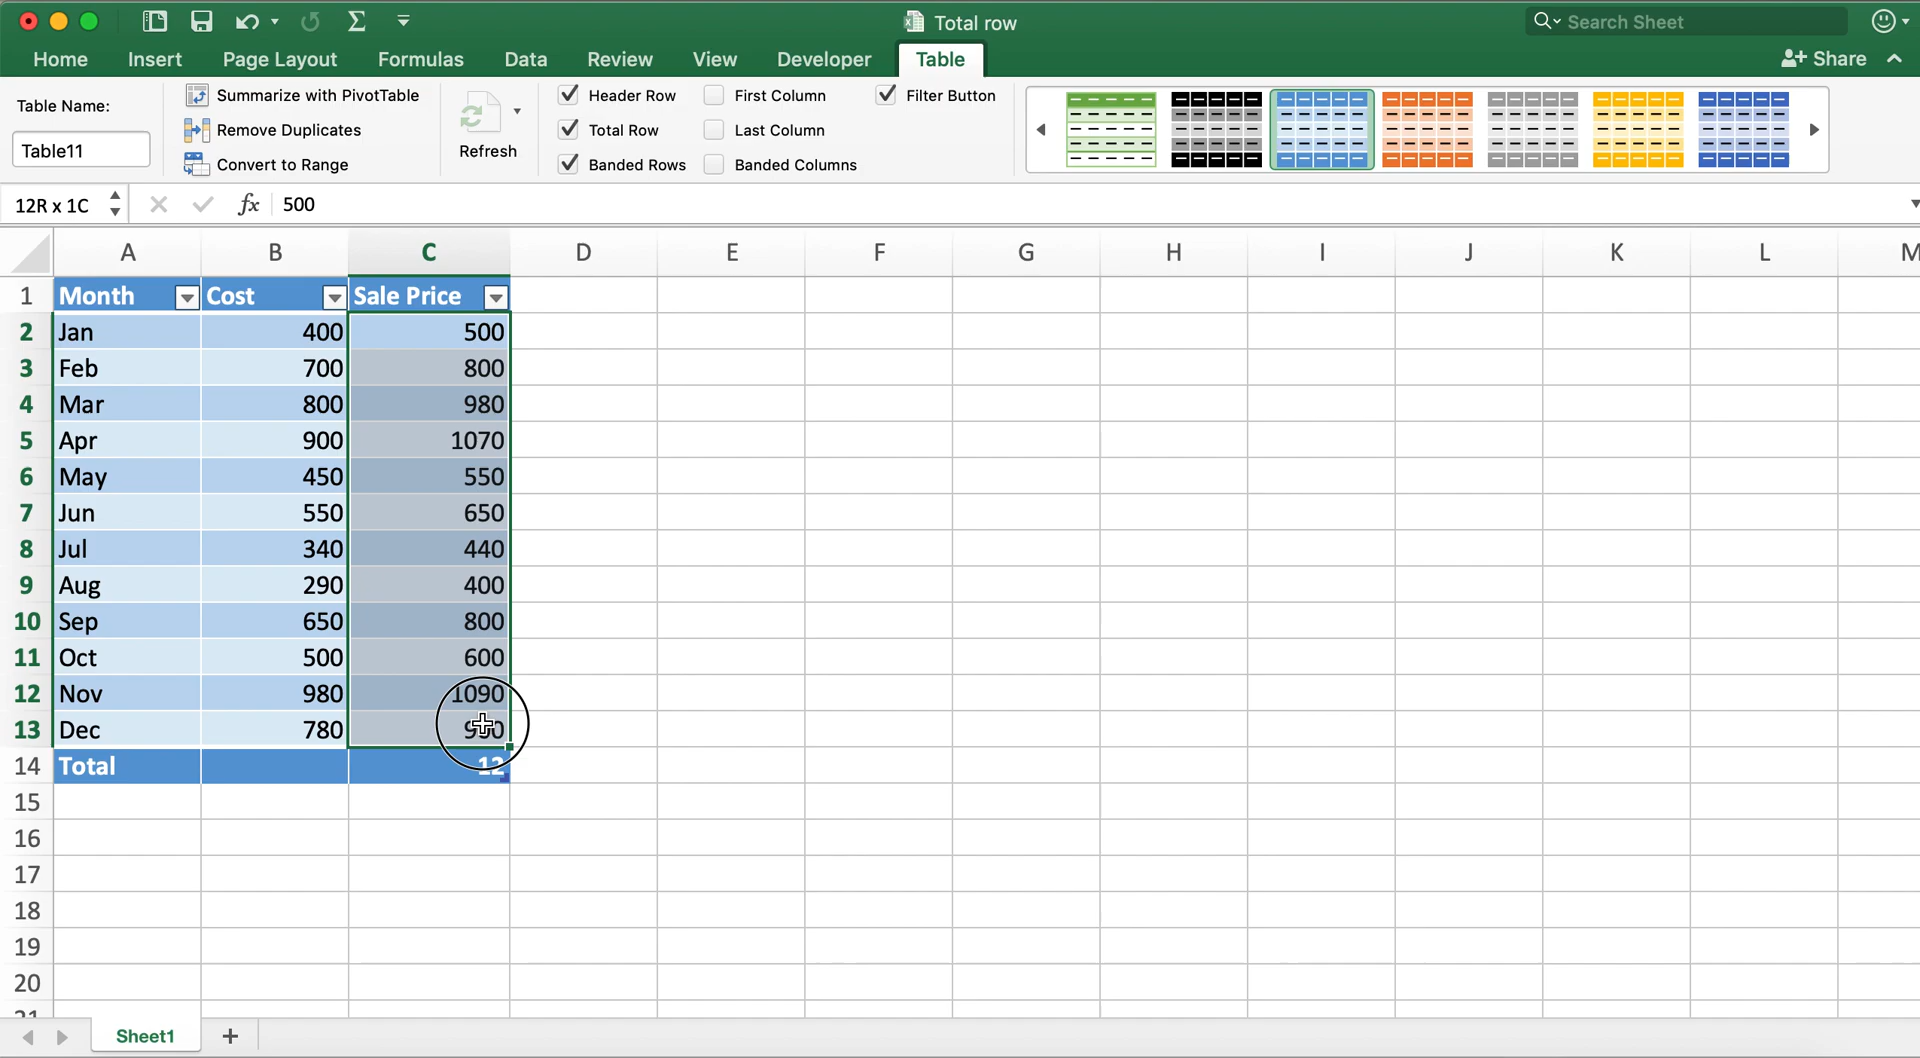 Total row
Search Sheet
Home Insert Page Layout Formulas Data Review View Developer Table Share
Table Name:
Table11
Summarize with PivotTable
Remove Duplicates
Convert to Range
Refresh
Header Row First Column Filter Button
Total Row Last Column
Banded Rows Banded Columns
12R x 1C fx 500
A B C D E F G H I J K L M
1 Month Cost Sale Price
2 Jan 400 500
3 Feb 700 800
4 Mar 800 980
5 Apr 900 1070
6 May 450 550
7 Jun 550 650
8 Jul 340 440
9 Aug 290 400
10 Sep 650 800
11 Oct 500 600
12 Nov 980 1090
13 Dec 780
14 Total 12
15
16
17
18
19
20
21
Sheet1